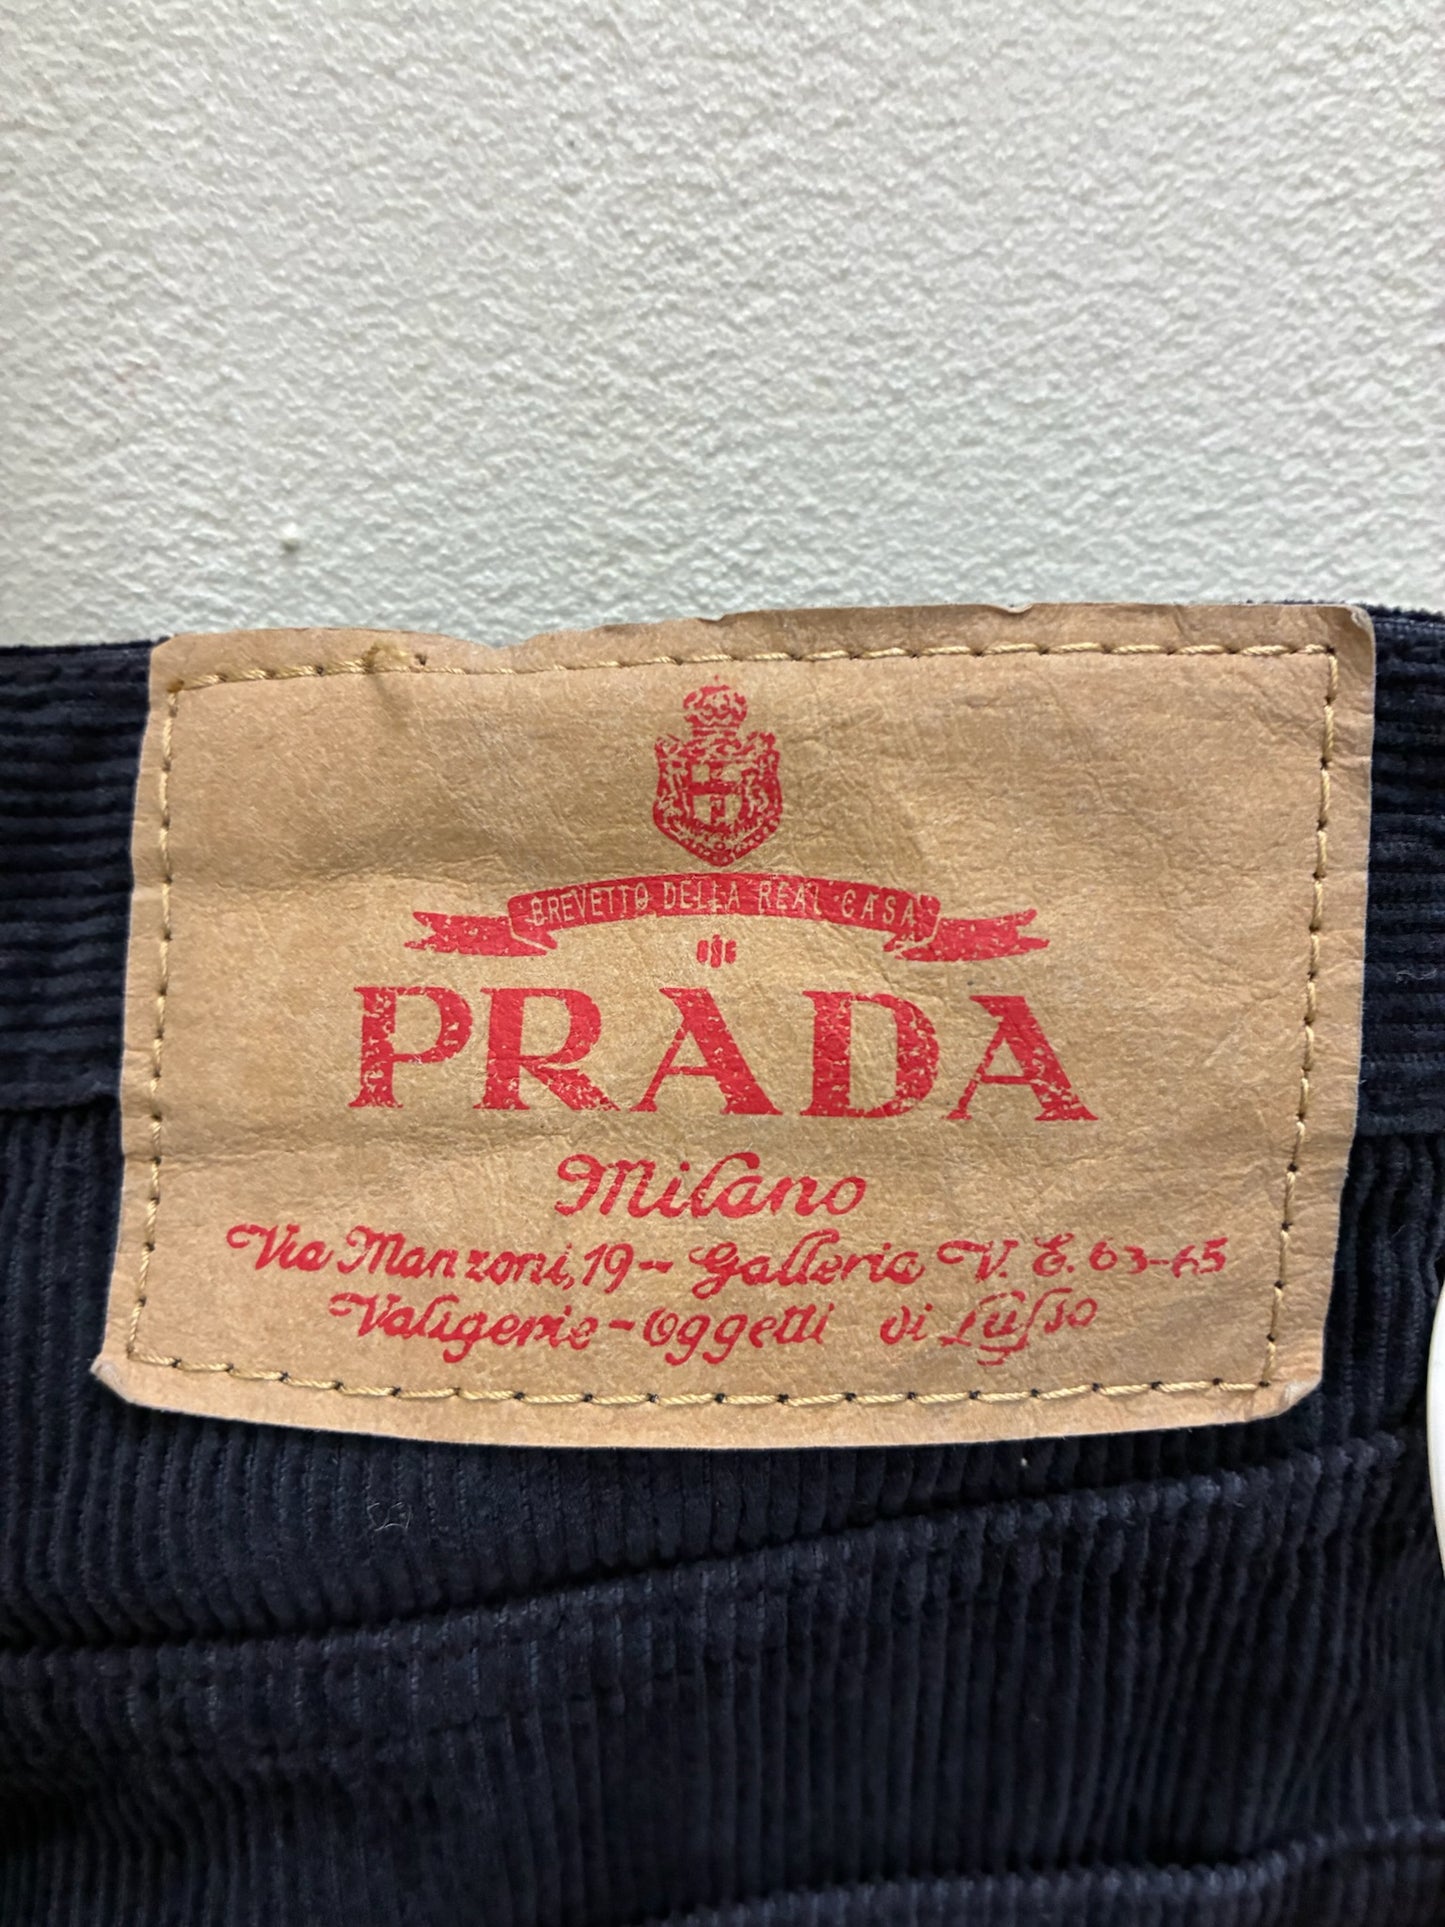 BREVETTO DELLA REAL CASA
PRADA
Milano
Via Manzoni, 19 - Galleria V. E. 63-65
Valigerie - Oggetti di Lusso